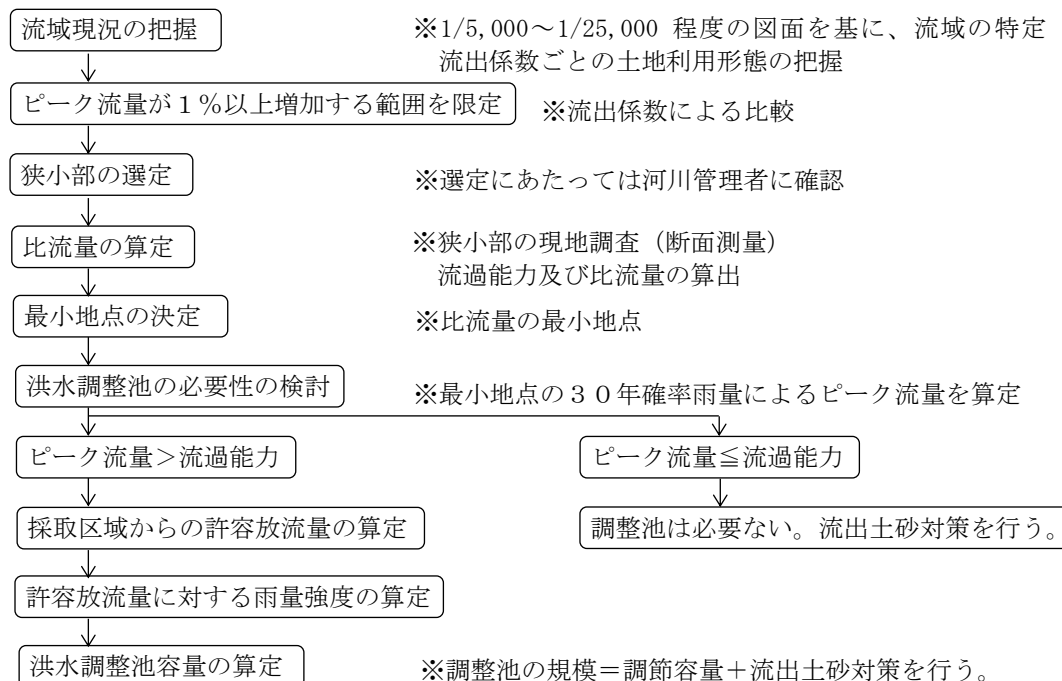 流域現況の把握
※1/5,000～1/25,000 程度の図面を基に、流域の特定
流出係数ごとの土地利用形態の把握
ピーク流量が１％以上増加する範囲を限定
※流出係数による比較
狭小部の選定
※選定にあたっては河川管理者に確認
比流量の算定
※狭小部の現地調査（断面測量）
流過能力及び比流量の算出
最小地点の決定
※比流量の最小地点
洪水調整池の必要性の検討
※最小地点の３０年確率雨量によるピーク流量を算定
ピーク流量＞流過能力
ピーク流量≦流過能力
採取区域からの許容放流量の算定
調整池は必要ない。流出土砂対策を行う。
許容放流量に対する雨量強度の算定
洪水調整池容量の算定
※調整池の規模＝調節容量＋流出土砂対策を行う。